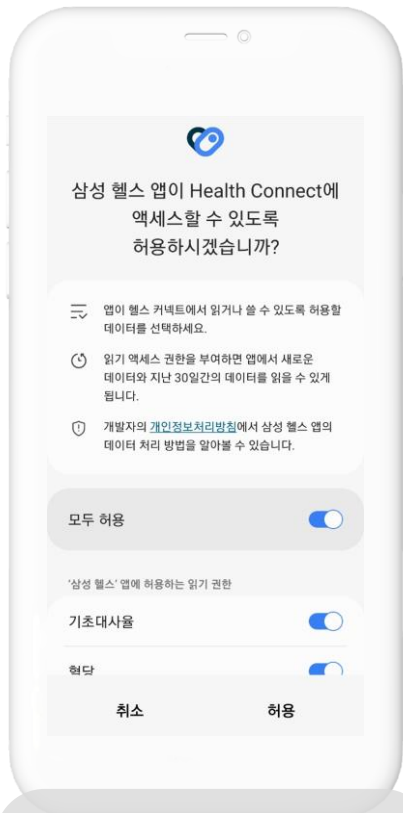 삼성 헬스 앱이 Health Connect에
액세스할 수 있도록
허용하시겠습니까?
앱이 헬스 커넥트에서 읽거나 쓸 수 있도록 허용할
데이터를 선택하세요.
읽기 액세스 권한을 부여하면 앱에서 새로운
데이터와 지난 30일간의 데이터를 읽을 수 있게
됩니다.
개발자의 개인정보처리방침에서 삼성 헬스 앱의
데이터 처리 방법을 알아볼 수 있습니다.
모두 허용
'삼성 헬스' 앱에 허용하는 읽기 권한
기초대사율
혈당
취소
허용